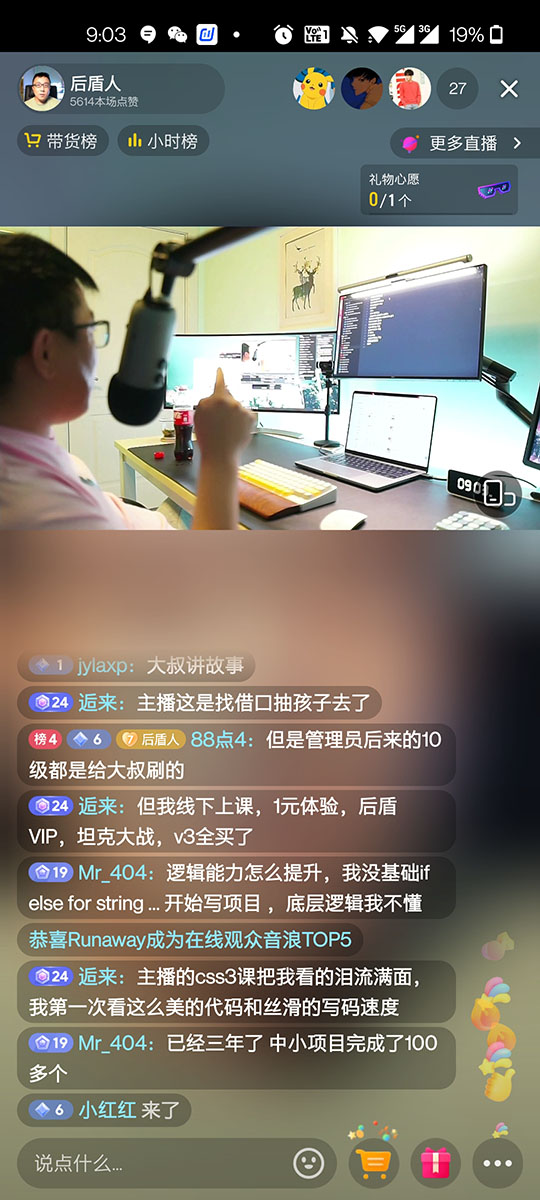 9:03
VoLTE1 5G 3G 19%
后盾人
5614本场点赞
27
带货榜
小时榜
更多直播
礼物心愿
0/1个
09:03
1 jylaxp：大叔讲故事
24 逅来：主播这是找借口抽孩子去了
榜4 6 7 后盾人 88点4：但是管理员后来的10
级都是给大叔刷的
24 逅来：但我线下上课，1元体验，后盾
VIP，坦克大战，v3全买了
19 Mr_404：逻辑能力怎么提升，我没基础if
else for string ... 开始写项目 ，底层逻辑我不懂
恭喜Runaway成为在线观众音浪TOP5
24 逅来：主播的css3课把我看的泪流满面，
我第一次看这么美的代码和丝滑的写码速度
19 Mr_404：已经三年了 中小项目完成了100
多个
6 小红红 来了
说点什么...